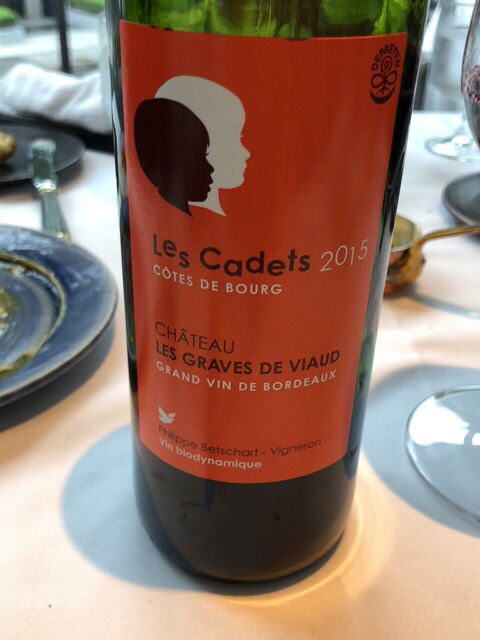 DEMETER
Les Cadets 2015
CÔTES DE BOURG
CHÂTEAU
LES GRAVES DE VIAUD
GRAND VIN DE BORDEAUX
Philippe Betschart - Vigneron
Vin biodynamique